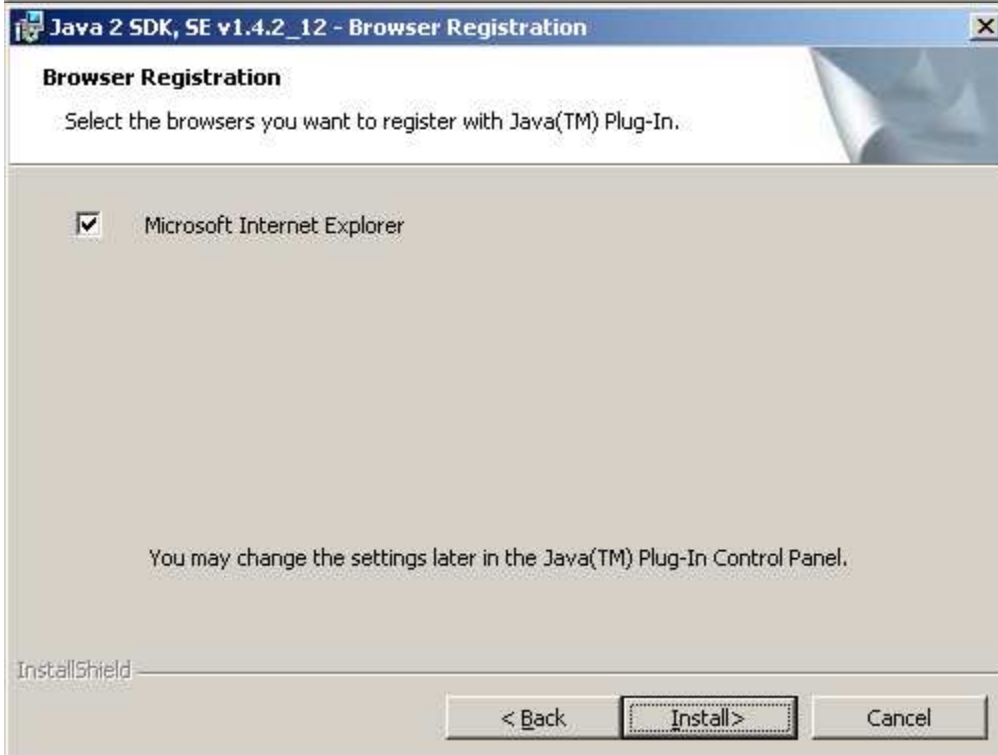 Java 2 SDK, SE v1.4.2_12 - Browser Registration
Browser Registration
Select the browsers you want to register with Java(TM) Plug-In.
Microsoft Internet Explorer
You may change the settings later in the Java(TM) Plug-In Control Panel.
InstallShield
< Back Install> Cancel